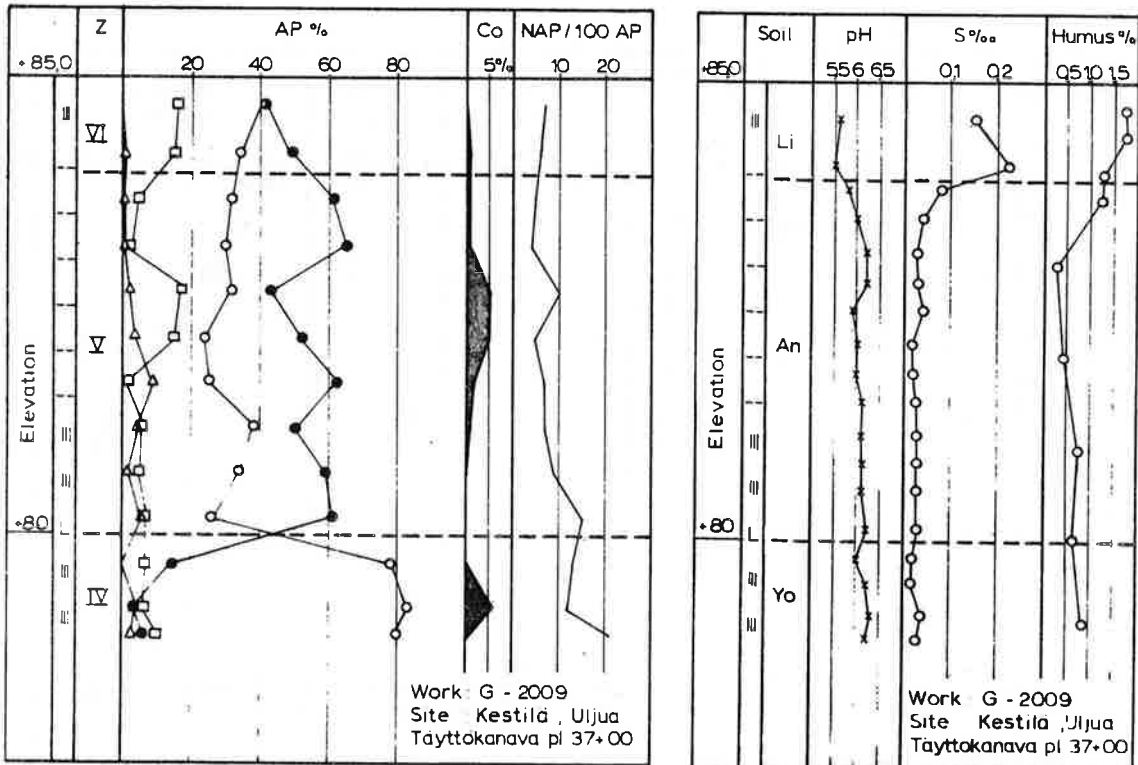 Z AP % Co NAP / 100 AP
+85,0 20 40 60 80 5% 10 20
VI
V
Elevation
+80
IV
Work G - 2009
Site Kestilä , Uljua
Täyttökanava pl 37+00
Soil pH S ‰ Humus %
+85,0 5,5 6 6,5 0,1 0,2 0,5 1,0 1,5
Li
An
Elevation
+80
Yo
Work G - 2009
Site Kestilä , Uljua
Täyttökanava pl 37+00